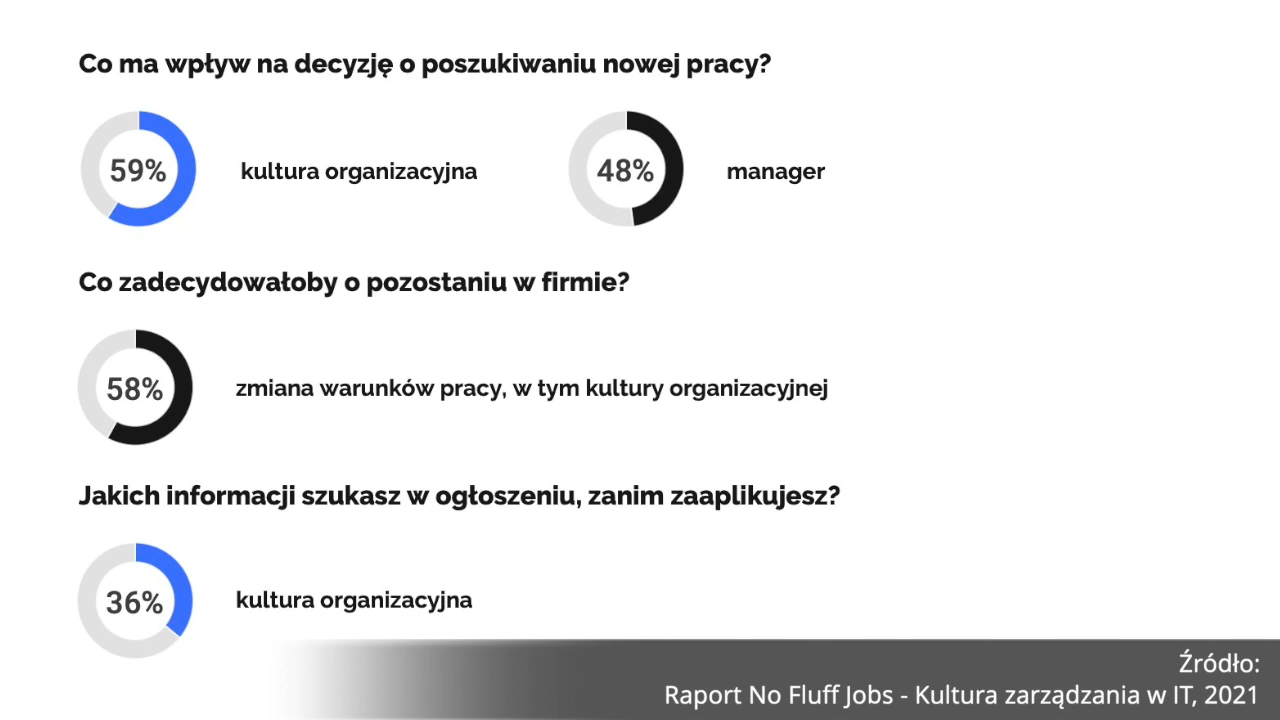 Co ma wpływ na decyzję o poszukiwaniu nowej pracy?
59% kultura organizacyjna
48% manager
Co zadecydowałoby o pozostaniu w firmie?
58% zmiana warunków pracy, w tym kultury organizacyjnej
Jakich informacji szukasz w ogłoszeniu, zanim zaaplikujesz?
36% kultura organizacyjna
Źródło:
Raport No Fluff Jobs - Kultura zarządzania w IT, 2021